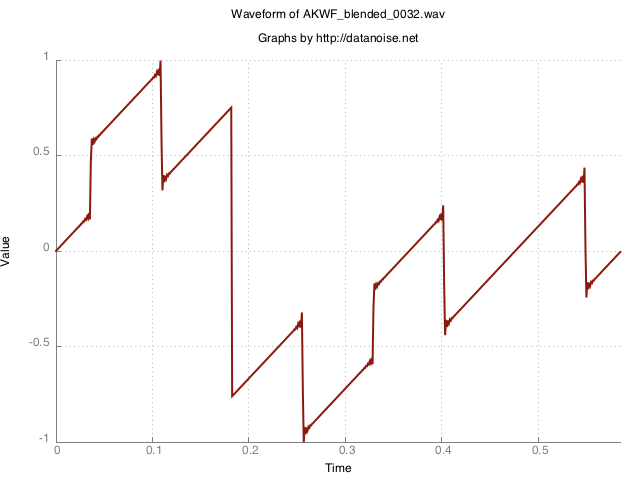 Waveform of AKWF_blended_0032.wav
Graphs by http://datanoise.net
1
0.5
0
-0.5
-1
Value
0 0.1 0.2 0.3 0.4 0.5
Time